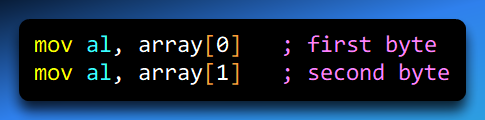 mov al, array[0]   ; first byte
mov al, array[1]   ; second byte